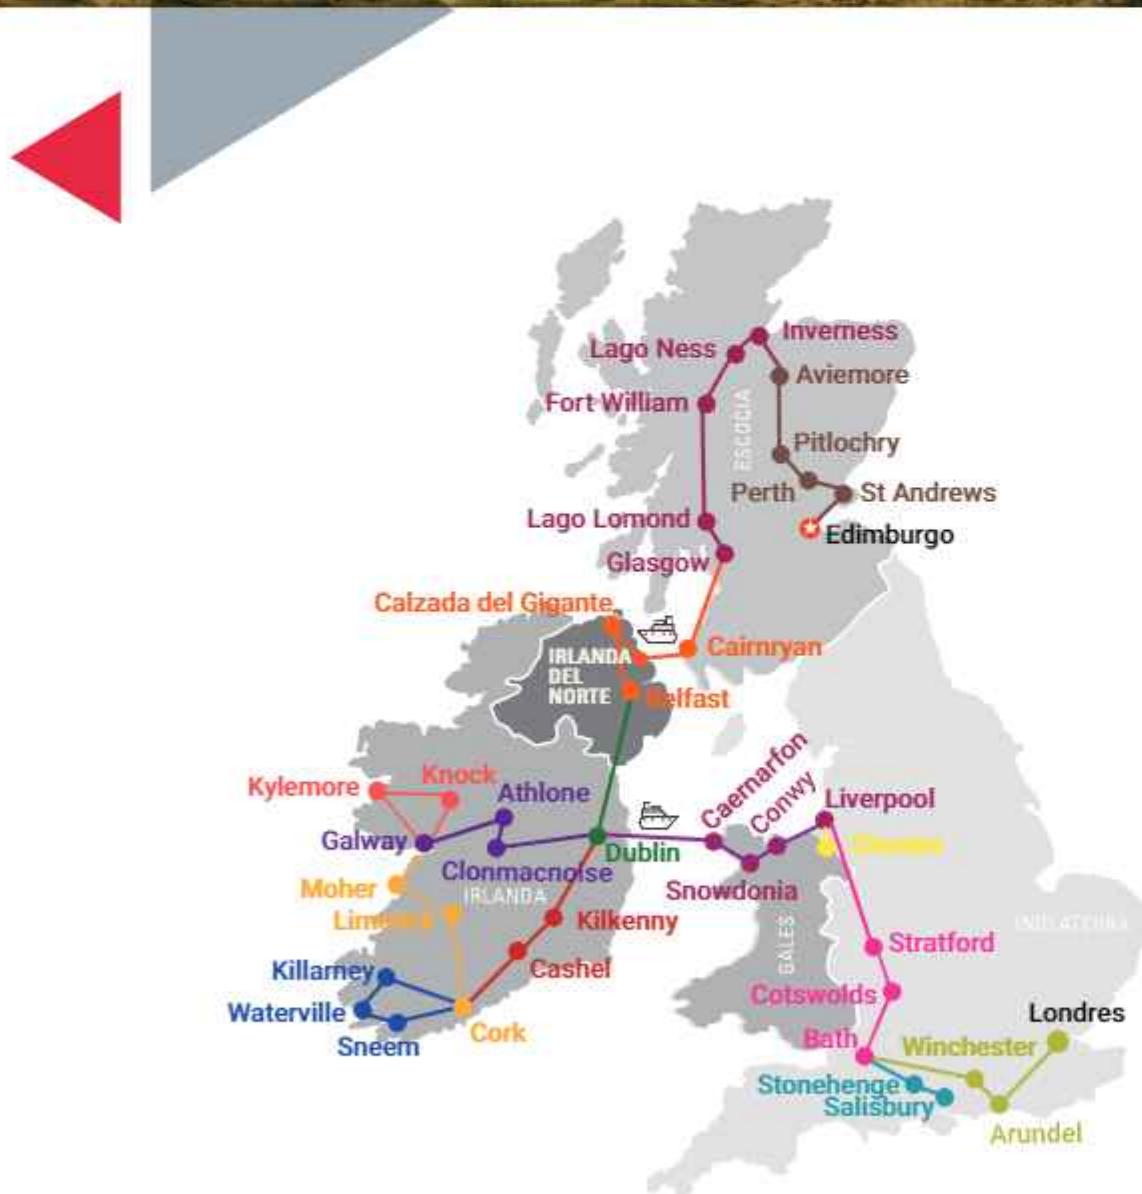 Inverness
Lago Ness
Aviemore
Fort William
ESCOCIA
Pitlochry
Perth
St Andrews
Lago Lomond
Edimburgo
Glasgow
Calzada del Gigante
Cairnryan
IRLANDA
DEL
NORTE
Belfast
Caernarfon
Conwy
Knock
Kylemore
Athlone
Liverpool
Galway
Dublin
Clonmacnoise
Moher
Snowdonia
IRLANDA
Limerick
Kilkenny
GALES
INGLATERRA
Stratford
Cashel
Killarney
Cotswolds
Waterville
Londres
Cork
Bath
Winchester
Sneem
Stonehenge
Salisbury
Arundel